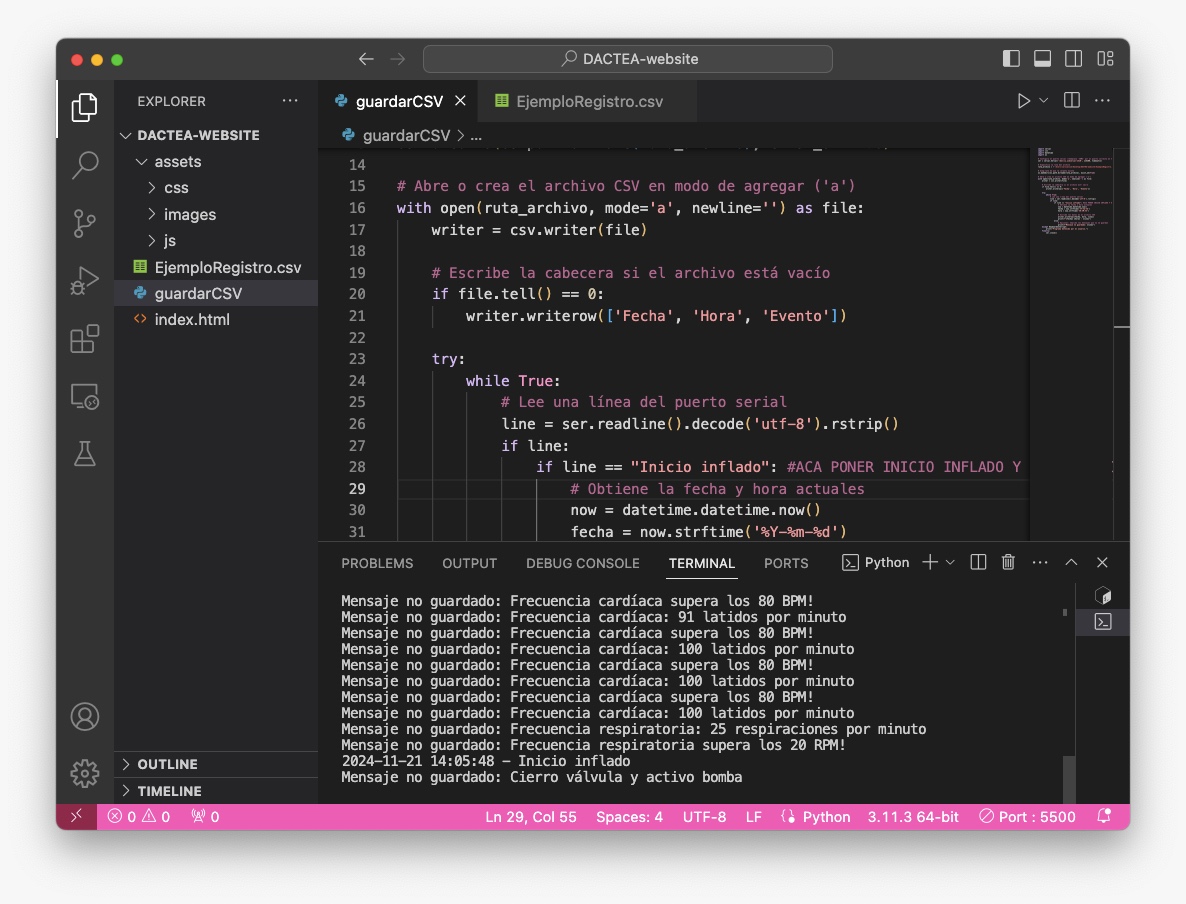 DACTEA-website
EXPLORER
DACTEA-WEBSITE
assets
css
images
js
EjemploRegistro.csv
guardarCSV
index.html
OUTLINE
TIMELINE
guardarCSV
EjemploRegistro.csv
guardarCSV > ...
14
15 # Abre o crea el archivo CSV en modo de agregar ('a')
16 with open(ruta_archivo, mode='a', newline='') as file:
17 writer = csv.writer(file)
18
19 # Escribe la cabecera si el archivo está vacío
20 if file.tell() == 0:
21 writer.writerow(['Fecha', 'Hora', 'Evento'])
22
23 try:
24 while True:
25 # Lee una línea del puerto serial
26 line = ser.readline().decode('utf-8').rstrip()
27 if line:
28 if line == "Inicio inflado": #ACA PONER INICIO INFLADO Y
29 # Obtiene la fecha y hora actuales
30 now = datetime.datetime.now()
31 fecha = now.strftime('%Y-%m-%d')
PROBLEMS OUTPUT DEBUG CONSOLE TERMINAL PORTS Python
Mensaje no guardado: Frecuencia cardíaca supera los 80 BPM!
Mensaje no guardado: Frecuencia cardíaca: 91 latidos por minuto
Mensaje no guardado: Frecuencia cardíaca supera los 80 BPM!
Mensaje no guardado: Frecuencia cardíaca: 100 latidos por minuto
Mensaje no guardado: Frecuencia cardíaca supera los 80 BPM!
Mensaje no guardado: Frecuencia cardíaca: 100 latidos por minuto
Mensaje no guardado: Frecuencia cardíaca supera los 80 BPM!
Mensaje no guardado: Frecuencia cardíaca: 100 latidos por minuto
Mensaje no guardado: Frecuencia respiratoria: 25 respiraciones por minuto
Mensaje no guardado: Frecuencia respiratoria supera los 20 RPM!
2024-11-21 14:05:48 - Inicio inflado
Mensaje no guardado: Cierro válvula y activo bomba
0 0 0 Ln 29, Col 55 Spaces: 4 UTF-8 LF Python 3.11.3 64-bit Port : 5500